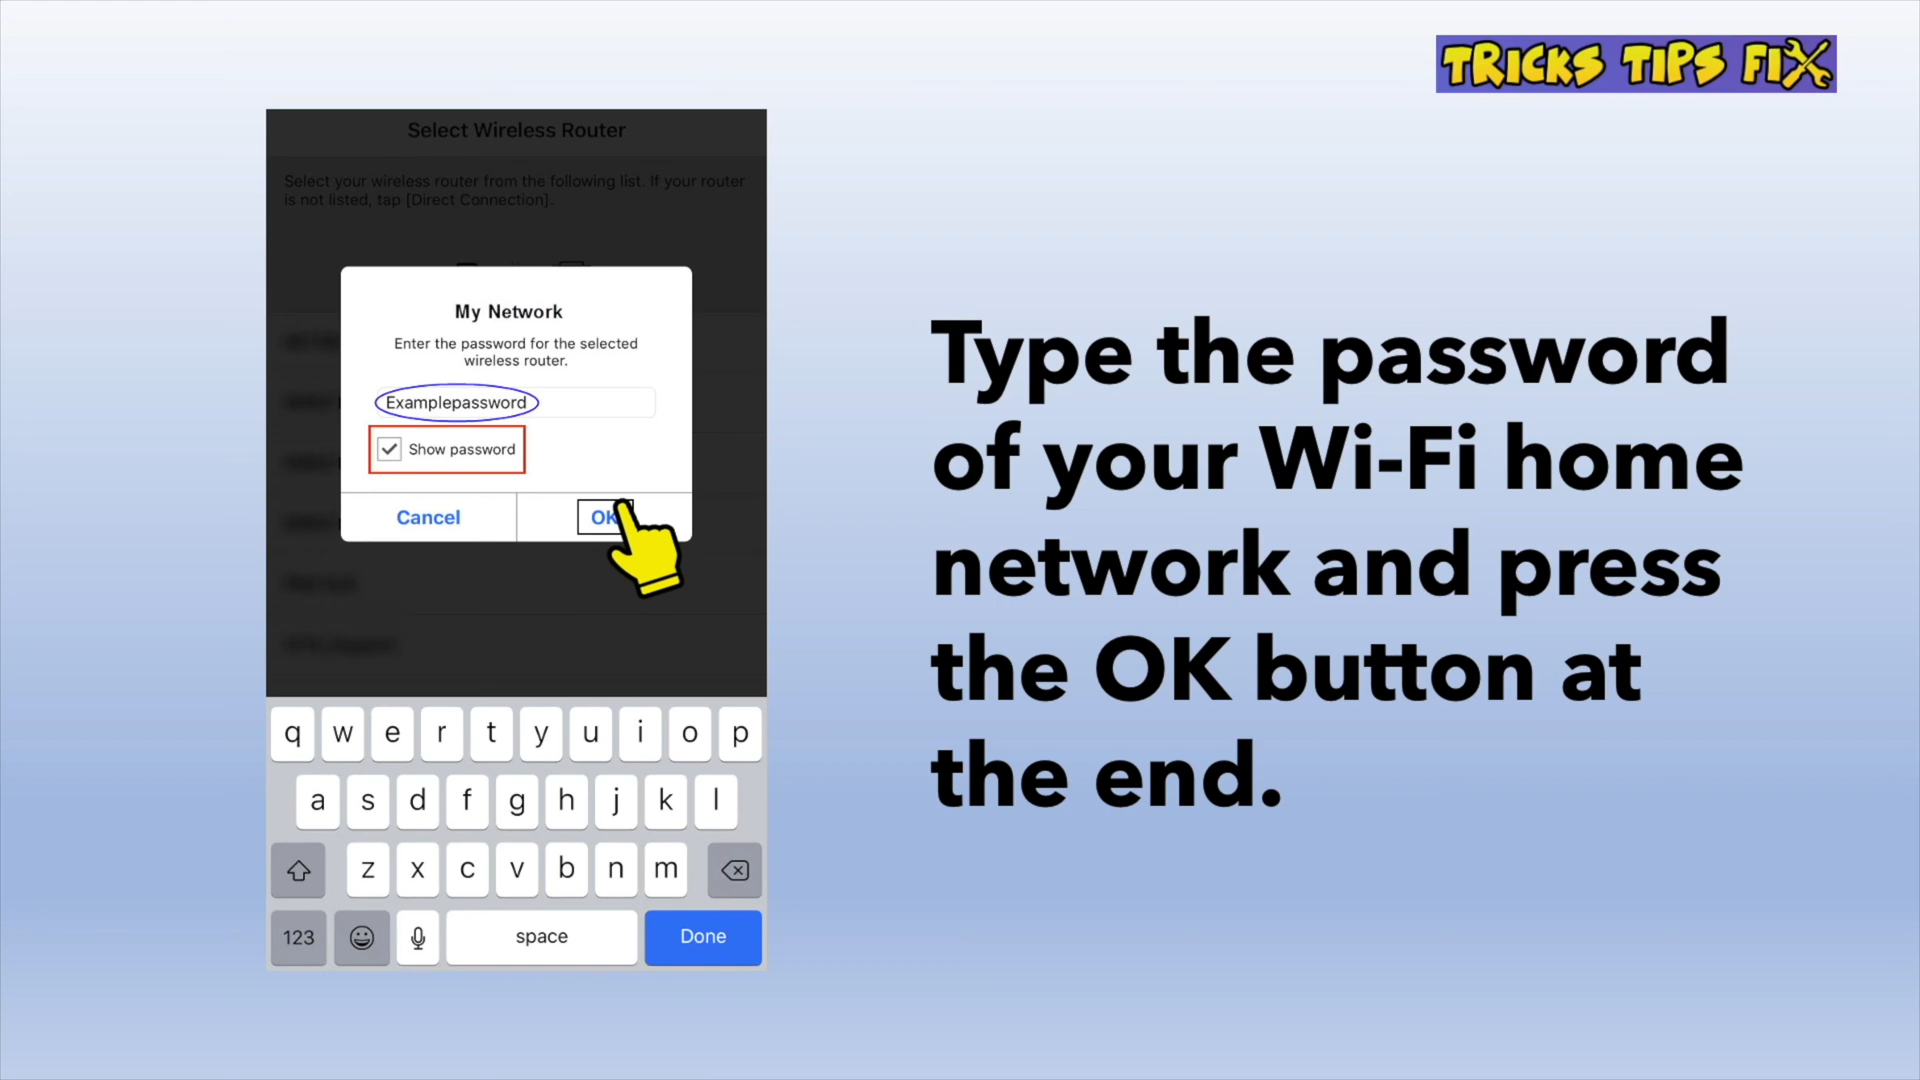 TRICKS TIPS FIX
Select Wireless Router
Select your wireless router from the following list. If your router
is not listed, tap [Direct Connection].
My Network
Enter the password for the selected
wireless router.
Examplepassword
Show password
Cancel
OK
q w e r t y u i o p
a s d f g h j k l
z x c v b n m
123
space
Done
Type the password
of your Wi-Fi home
network and press
the OK button at
the end.